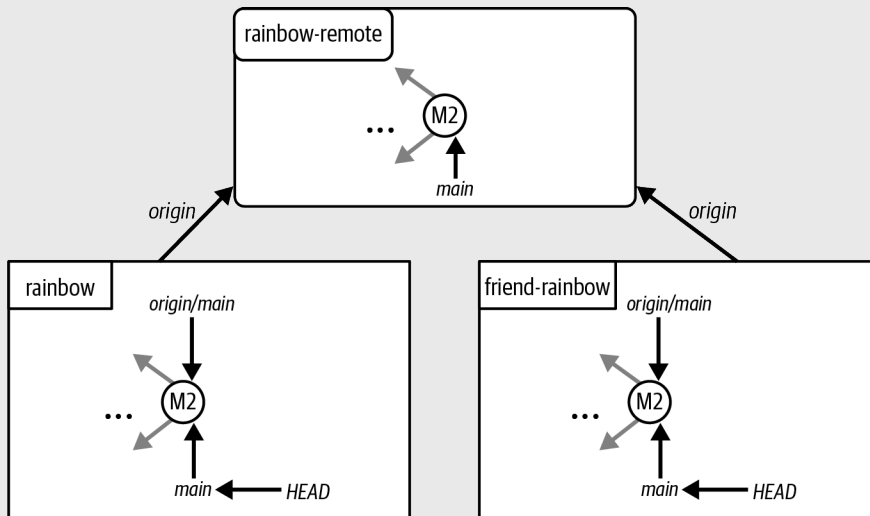 rainbow-remote
M2
...
main
origin
origin
rainbow
origin/main
M2
...
main
HEAD
friend-rainbow
origin/main
M2
...
main
HEAD